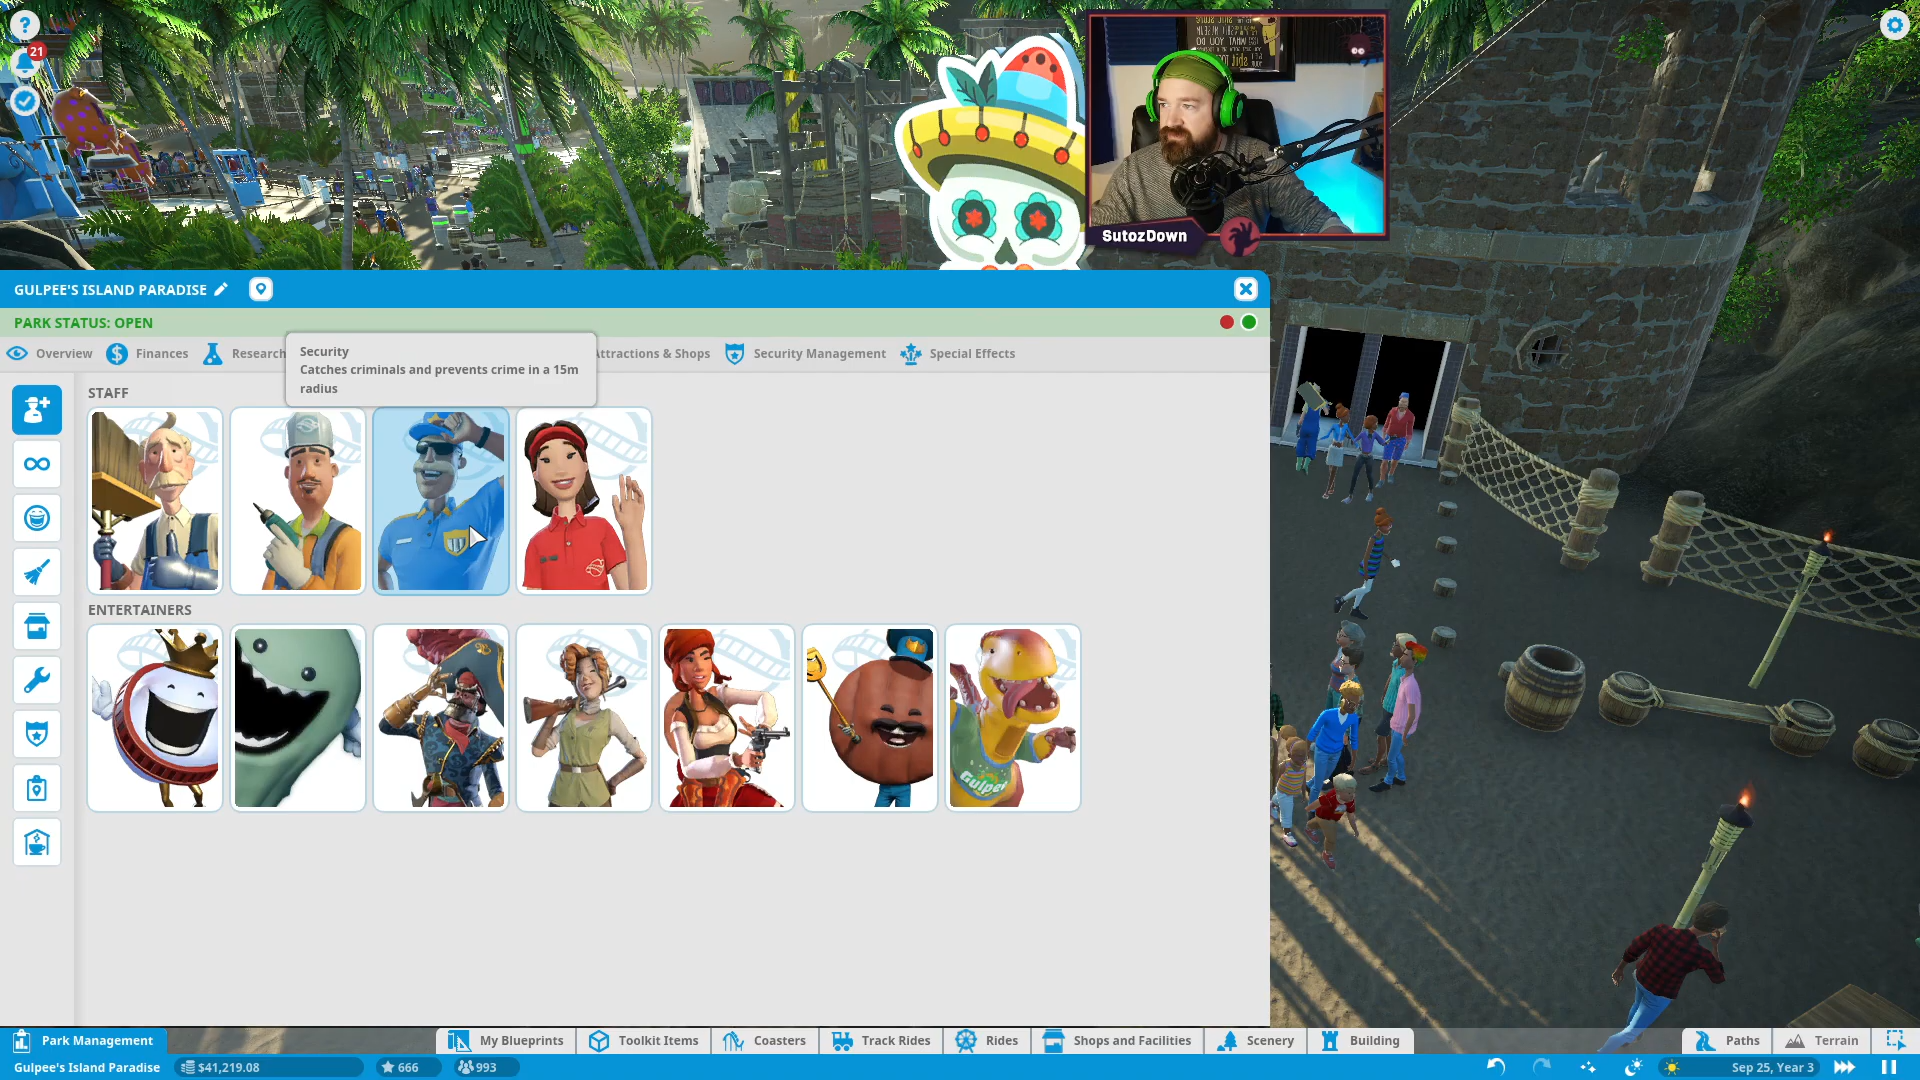 21
SutozDown
GULPEE'S ISLAND PARADISE
PARK STATUS: OPEN
Overview
Finances
Research
Attractions & Shops
Security Management
Special Effects
Security
Catches criminals and prevents crime in a 15m
radius
STAFF
ENTERTAINERS
Gulpee
Park Management
My Blueprints
Toolkit Items
Coasters
Track Rides
Rides
Shops and Facilities
Scenery
Building
Paths
Terrain
Gulpee's Island Paradise
$41,219.08
666
993
Sep 25, Year 3